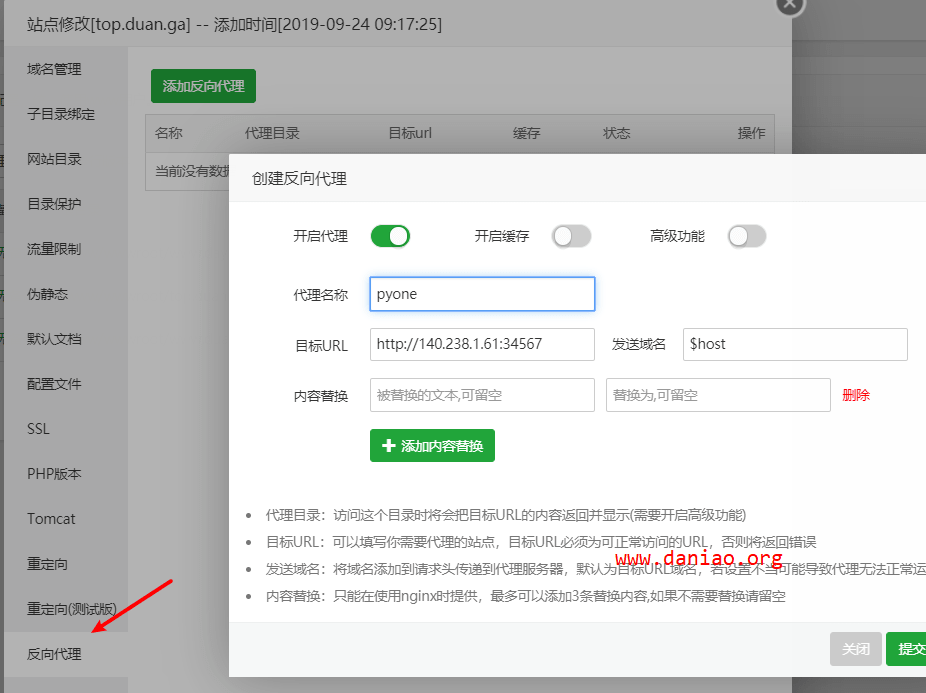 站点修改[top.duan.ga] -- 添加时间[2019-09-24 09:17:25]
域名管理
子目录绑定
网站目录
目录保护
流量限制
伪静态
默认文档
配置文件
SSL
PHP版本
Tomcat
重定向
重定向(测试版)
反向代理
添加反向代理
名称 代理目录 目标url 缓存 状态 操作
当前没有数据
创建反向代理
开启代理 开启缓存 高级功能
代理名称 pyone
目标URL http://140.238.1.61:34567 发送域名 $host
内容替换 被替换的文本,可留空 替换为,可留空 删除
添加内容替换
代理目录：访问这个目录时将会把目标URL的内容返回并显示(需要开启高级功能)
目标URL：可以填写你需要代理的站点，目标URL必须为可正常访问的URL，否则将返回错误
www.daniao.org
发送域名：将域名添加到请求头传递到代理服务器，默认为目标URL域名，若设置不当可能导致代理无法正常运
内容替换：只能在使用nginx时提供，最多可以添加3条替换内容,如果不需要替换请留空
关闭 提交